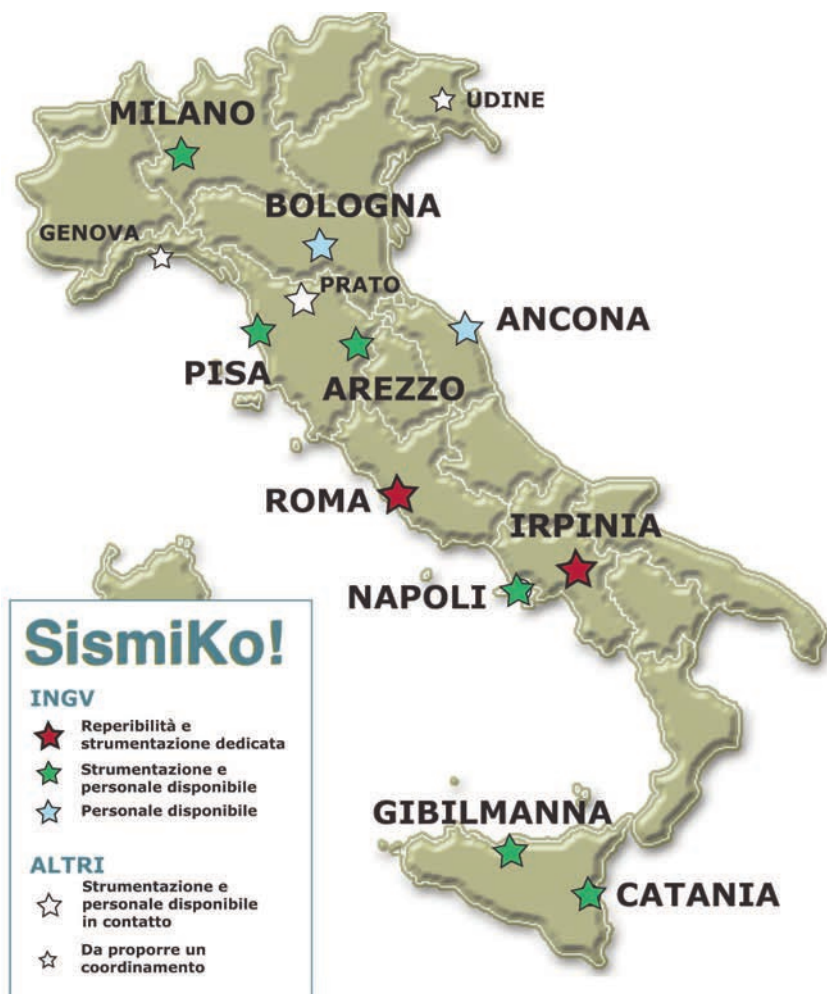 MILANO
UDINE
BOLOGNA
GENOVA
PRATO
ANCONA
PISA
AREZZO
ROMA
IRPINIA
NAPOLI
SismiKo!
INGV
Reperibilità e
strumentazione dedicata
Strumentazione e
personale disponibile
Personale disponibile
ALTRI
Strumentazione e
personale disponibile
in contatto
Da proporre un
coordinamento
GIBILMANNA
CATANIA